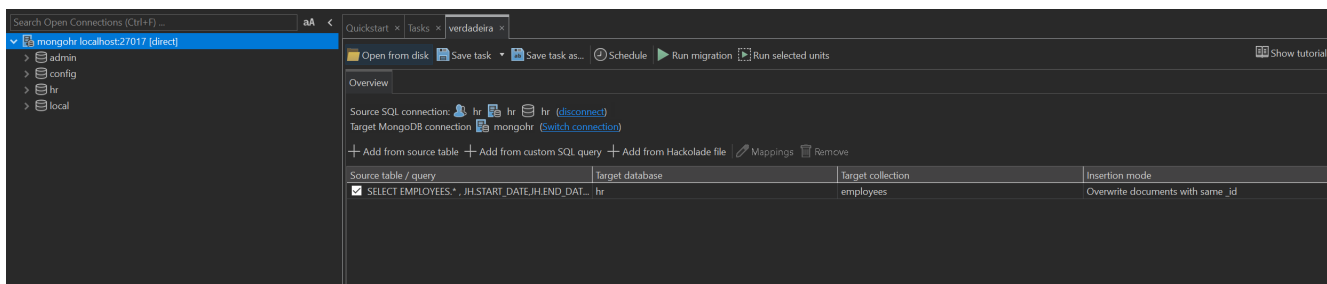 Search Open Connections (Ctrl+F) ... aA <
mongohr localhost:27017 [direct]
admin
config
hr
local
Quickstart × Tasks × verdadeira ×
Open from disk Save task Save task as... Schedule Run migration Run selected units Show tutorial
Overview
Source SQL connection: hr hr hr (disconnect)
Target MongoDB connection mongohr (Switch connection)
Add from source table Add from custom SQL query Add from Hackolade file Mappings Remove
Source table / query Target database Target collection Insertion mode
SELECT EMPLOYEES.* , JH.START_DATE,JH.END_DAT... hr employees Overwrite documents with same _id